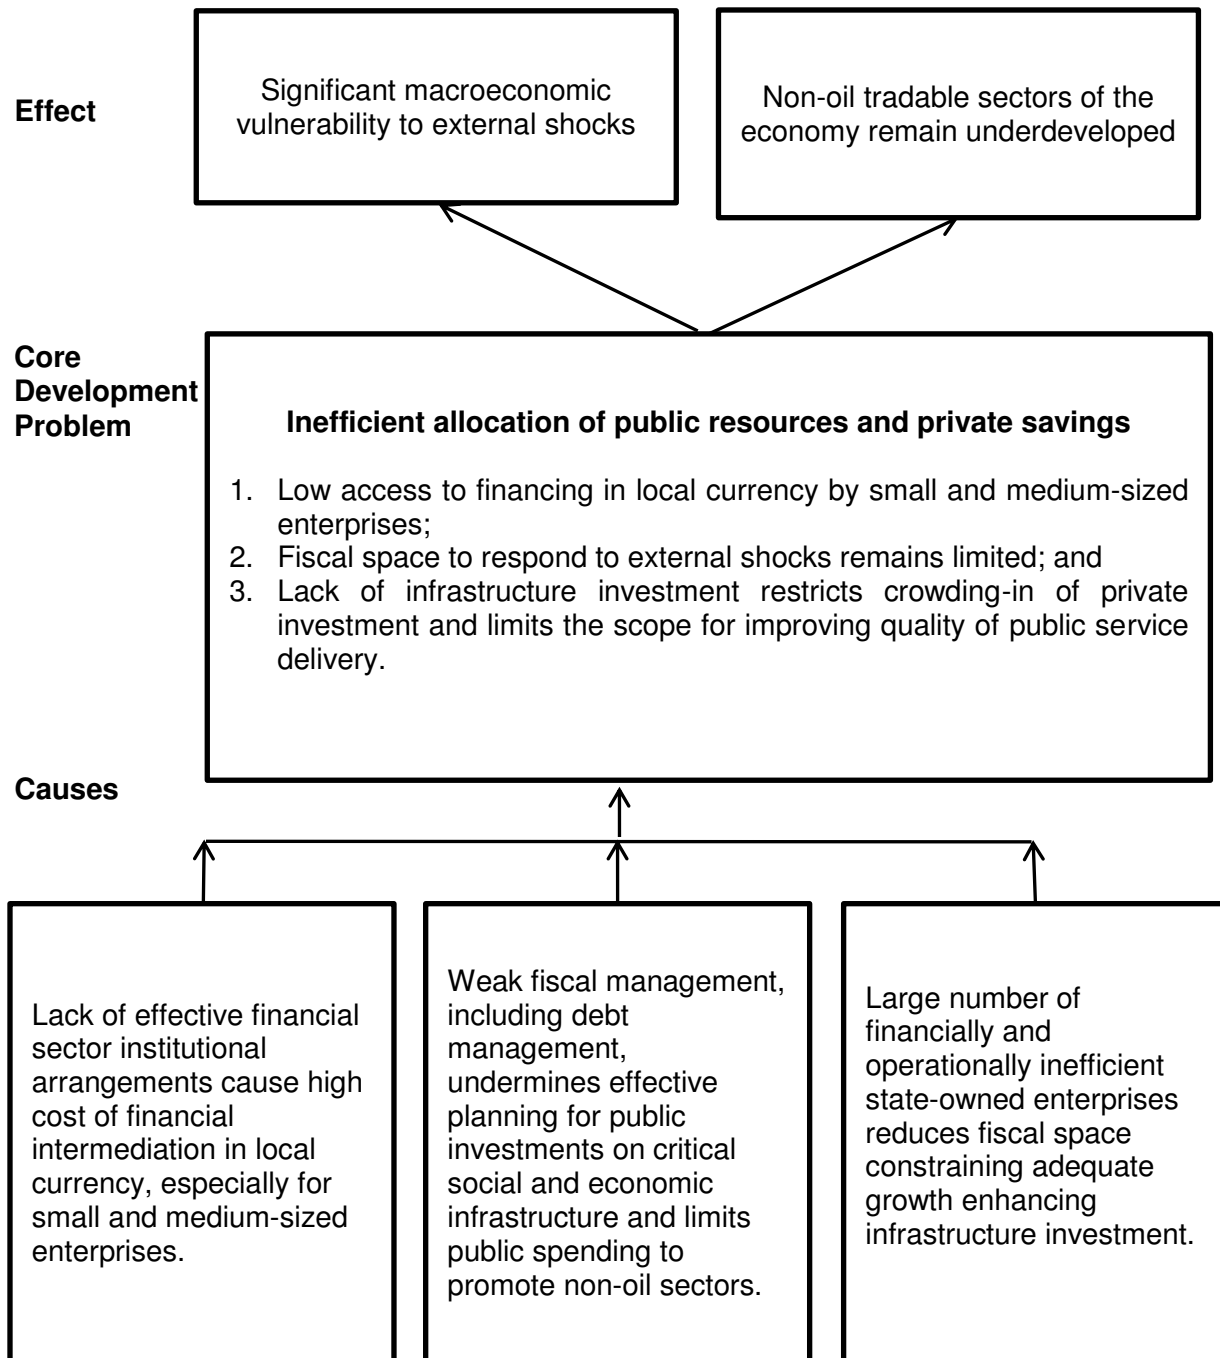 Effect
Significant macroeconomic
vulnerability to external shocks
Non-oil tradable sectors of the
economy remain underdeveloped
Core
Development
Problem
Inefficient allocation of public resources and private savings
1. Low access to financing in local currency by small and medium-sized
enterprises;
2. Fiscal space to respond to external shocks remains limited; and
3. Lack of infrastructure investment restricts crowding-in of private
investment and limits the scope for improving quality of public service
delivery.
Causes
Lack of effective financial
sector institutional
arrangements cause high
cost of financial
intermediation in local
currency, especially for
small and medium-sized
enterprises.
Weak fiscal management,
including debt
management,
undermines effective
planning for public
investments on critical
social and economic
infrastructure and limits
public spending to
promote non-oil sectors.
Large number of
financially and
operationally inefficient
state-owned enterprises
reduces fiscal space
constraining adequate
growth enhancing
infrastructure investment.